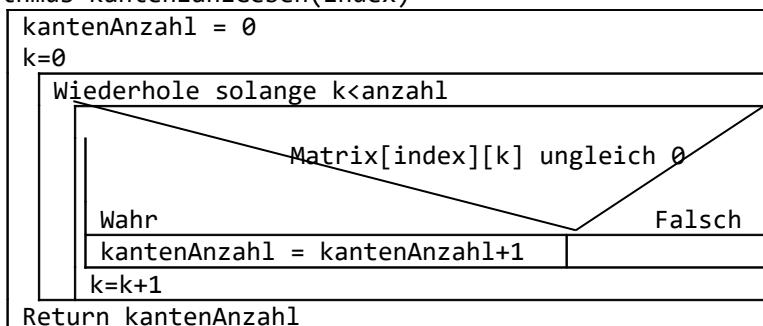 kantenAnzahl = 0
k=0
Wiederhole solange k<anzahl
Matrix[index][k] ungleich 0
Wahr Falsch
kantenAnzahl = kantenAnzahl+1
k=k+1
Return kantenAnzahl